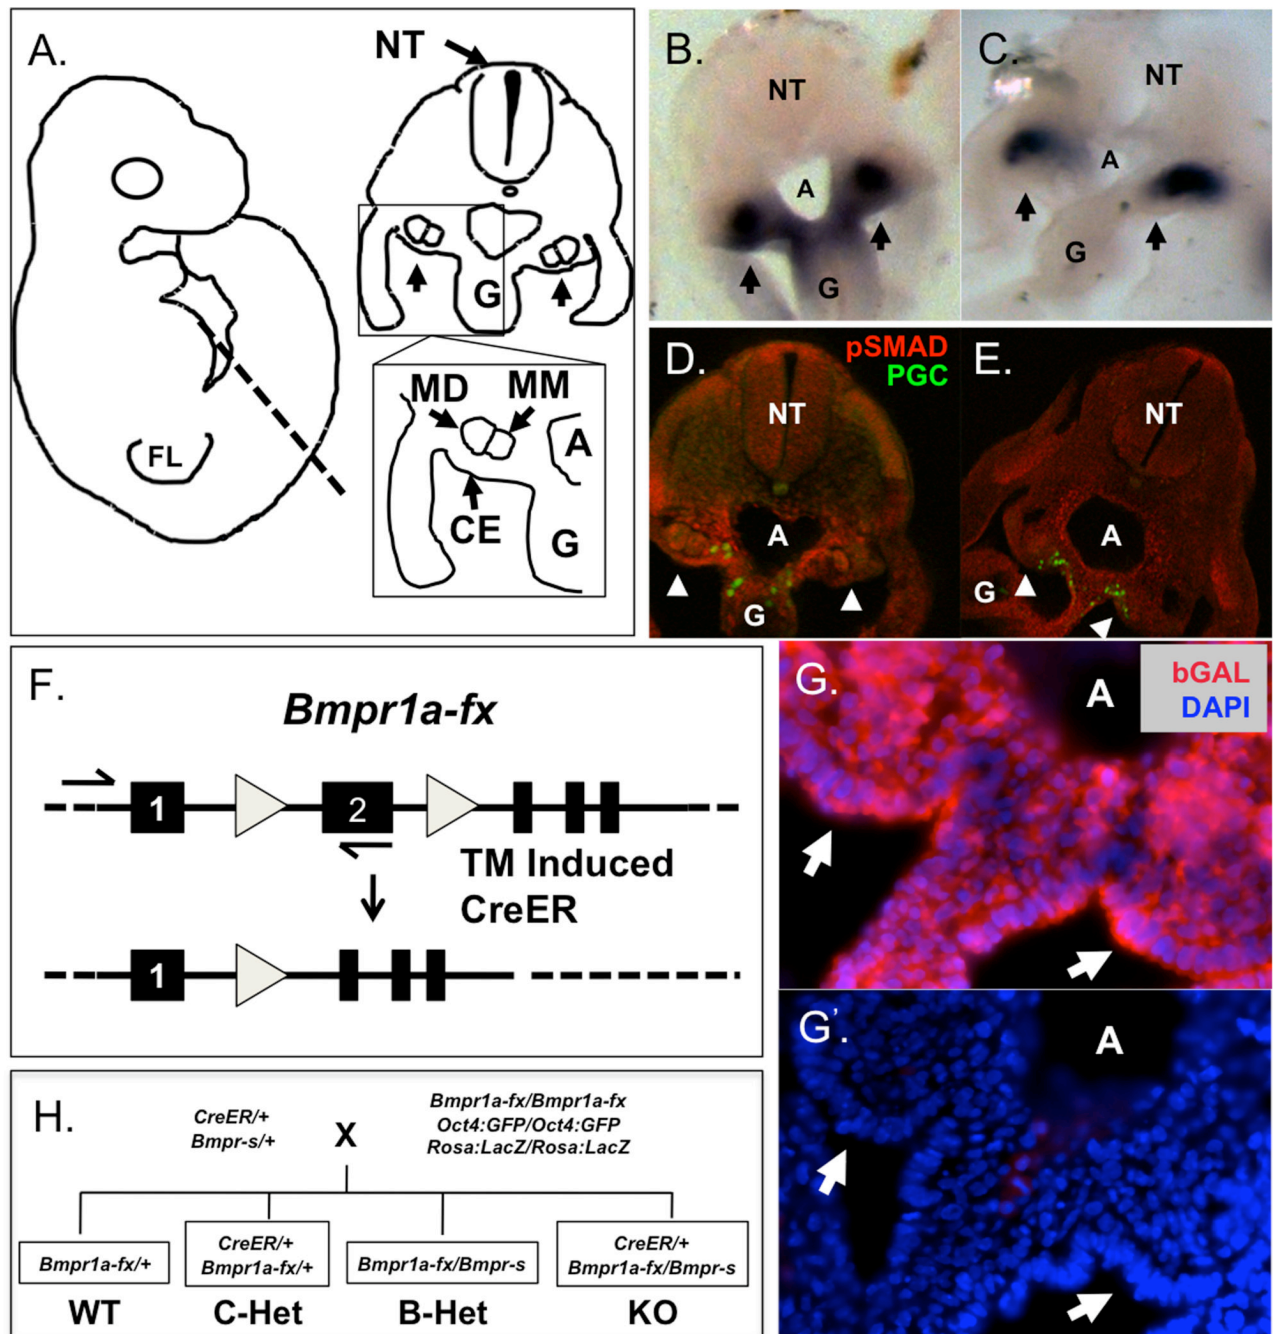 A.
NT
G
FL
MD
MM
A
CE
G
B.
NT
A
G
C.
NT
A
G
D.
pSMAD
PGC
NT
A
G
E.
NT
A
G
F.
Bmpr1a-fx
1
2
TM Induced
CreER
1
G.
A
bGAL
DAPI
G’.
A
H.
CreER/+
Bmpr-s/+
X
Bmpr1a-fx/Bmpr1a-fx
Oct4:GFP/Oct4:GFP
Rosa:LacZ/Rosa:LacZ
Bmpr1a-fx/+
WT
CreER/+
Bmpr1a-fx/+
C-Het
Bmpr1a-fx/Bmpr-s
B-Het
CreER/+
Bmpr1a-fx/Bmpr-s
KO